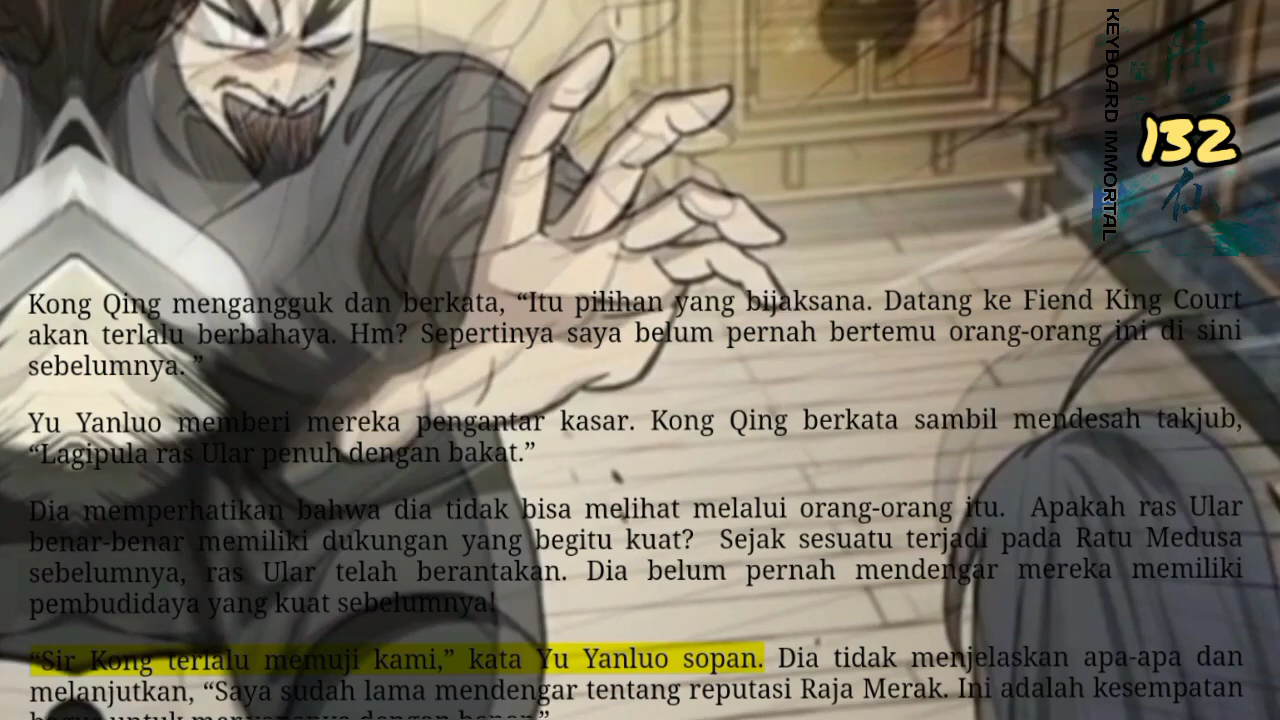 KEYBOARD IMMORTAL
132
仙
Kong Qing mengangguk dan berkata, “Itu pilihan yang bijaksana. Datang ke Fiend King Court
akan terlalu berbahaya. Hm? Sepertinya saya belum pernah bertemu orang-orang ini di sini
sebelumnya. ”
Yu Yanluo memberi mereka pengantar kasar. Kong Qing berkata sambil mendesah takjub,
“Lagipula ras Ular penuh dengan bakat.”
Dia memperhatikan bahwa dia tidak bisa melihat melalui orang-orang itu. Apakah ras Ular
benar-benar memiliki dukungan yang begitu kuat? Sejak sesuatu terjadi pada Ratu Medusa
sebelumnya, ras Ular telah berantakan. Dia belum pernah mendengar mereka memiliki
pembudidaya yang kuat sebelumnya!
“Sir Kong terlalu memuji kami,” kata Yu Yanluo sopan. Dia tidak menjelaskan apa-apa dan
melanjutkan, “Saya sudah lama mendengar tentang reputasi Raja Merak. Ini adalah kesempatan